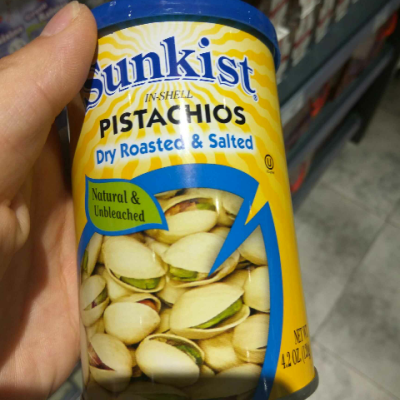 Sunkist
IN-SHELL
PISTACHIOS
Dry Roasted & Salted
Natural &
Unbleached
NET
4.2 OZ.